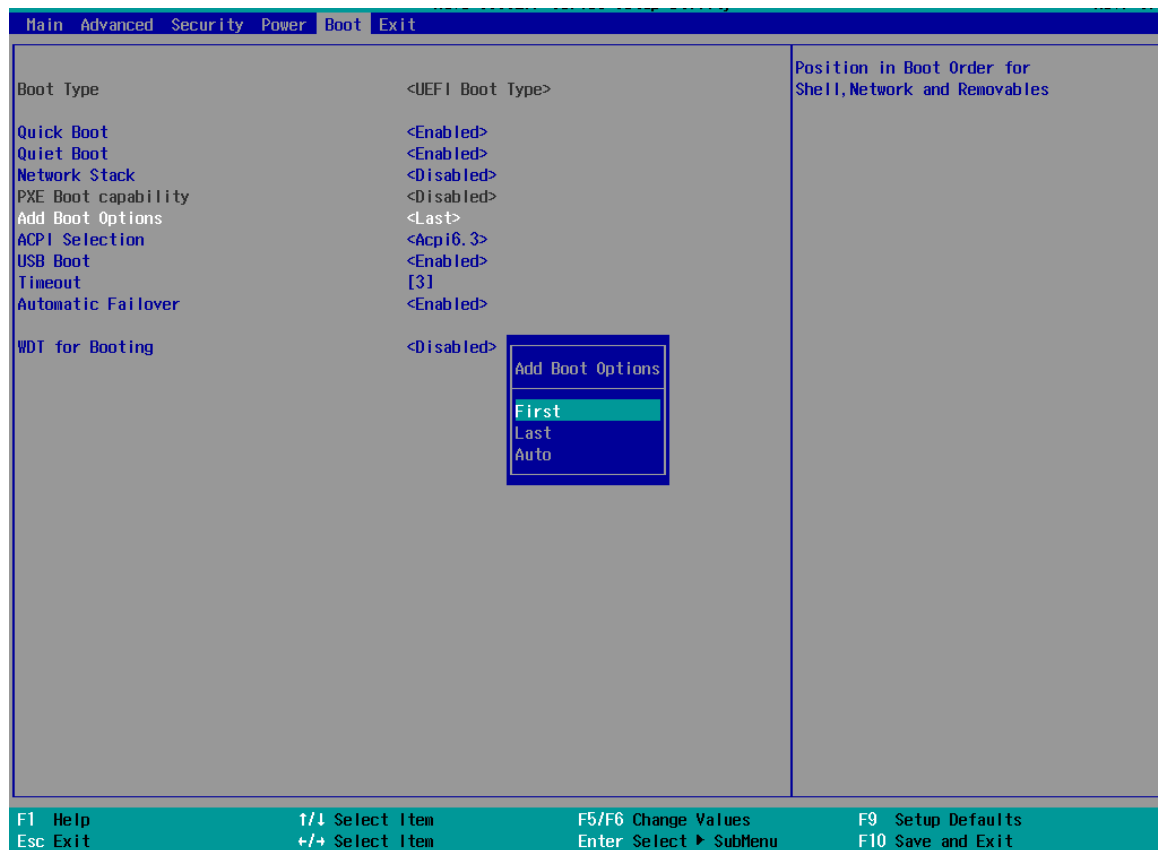 Main Advanced Security Power Boot Exit
Position in Boot Order for
Shell,Network and Removables
Boot Type <UEFI Boot Type>
Quick Boot <Enabled>
Quiet Boot <Enabled>
Network Stack <Disabled>
PXE Boot capability <Disabled>
Add Boot Options <Last>
ACPI Selection <Acpi6.3>
USB Boot <Enabled>
Timeout [3]
Automatic Failover <Enabled>
WDT for Booting <Disabled>
Add Boot Options
First
Last
Auto
F1 Help ↑/↓ Select Item F5/F6 Change Values F9 Setup Defaults
Esc Exit ←/→ Select Item Enter Select ▶ SubMenu F10 Save and Exit